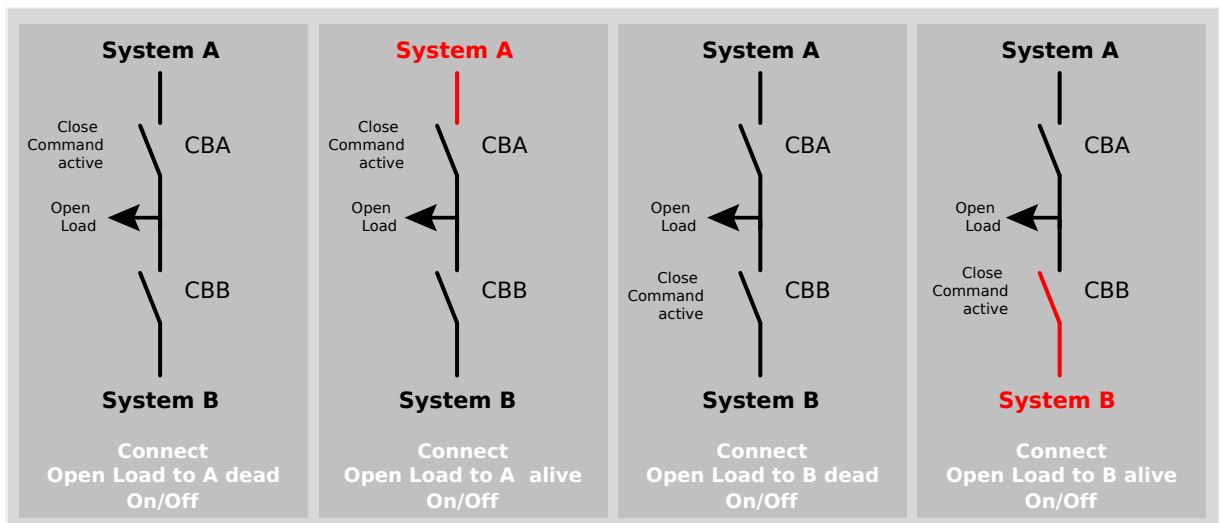 System A
Close
Command
active
CBA
Open
Load
CBB
System B
Connect
Open Load to A dead
On/Off
System A
Close
Command
active
CBA
Open
Load
CBB
System B
Connect
Open Load to A alive
On/Off
System A
CBA
Open
Load
Close
Command
active
CBB
System B
Connect
Open Load to B dead
On/Off
System A
CBA
Open
Load
Close
Command
active
CBB
System B
Connect
Open Load to B alive
On/Off